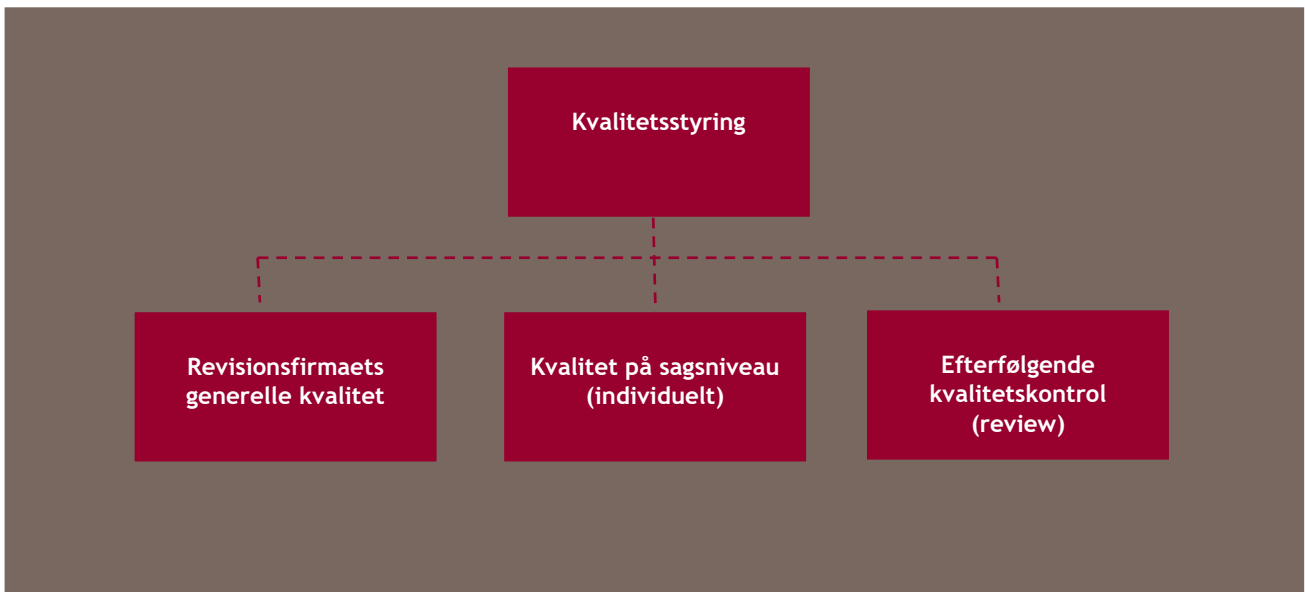 Kvalitetsstyring
Revisionsfirmaets
generelle kvalitet
Kvalitet på sagsniveau
(individuelt)
Efterfølgende
kvalitetskontrol
(review)